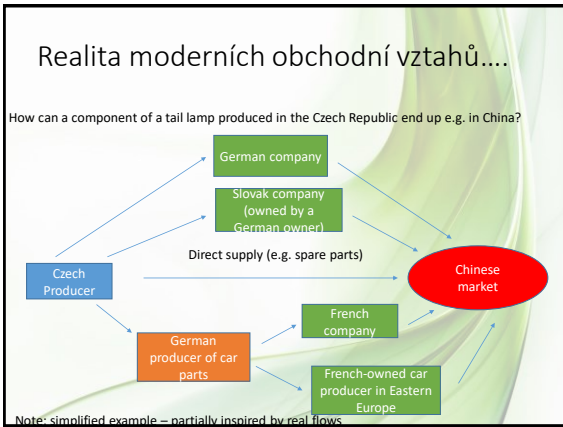 Realita moderních obchodní vztahů....
How can a component of a tail lamp produced in the Czech Republic end up e.g. in China?
German company
Slovak company
(owned by a
German owner)
Direct supply (e.g. spare parts)
Czech
Producer
Chinese
market
French
company
German
producer of car
parts
French-owned car
producer in Eastern
Europe
Note: simplified example – partially inspired by real flows